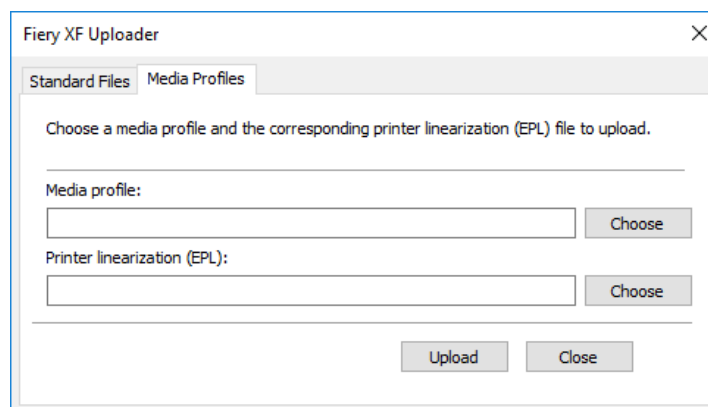 Fiery XF Uploader
Standard Files Media Profiles
Choose a media profile and the corresponding printer linearization (EPL) file to upload.
Media profile:
Choose
Printer linearization (EPL):
Choose
Upload Close